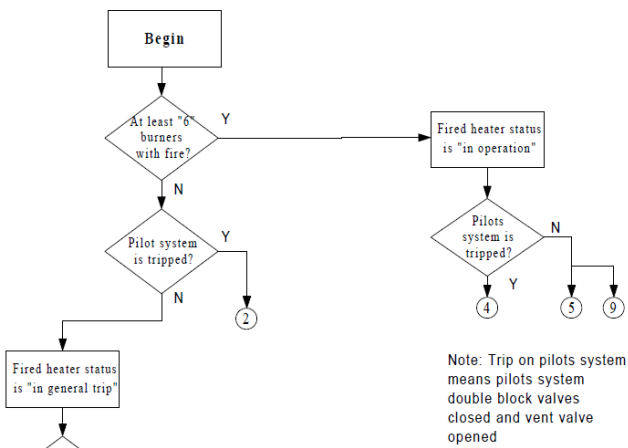 Begin
At least "6"
burners
with fire?
Y
Fired heater status
is "in operation"
N
Pilot system
is tripped?
Y
Pilots
system is
tripped?
N
N
Y
2
4
5
9
Fired heater status
is "in general trip"
Note: Trip on pilots system
means pilots system
double block valves
closed and vent valve
opened